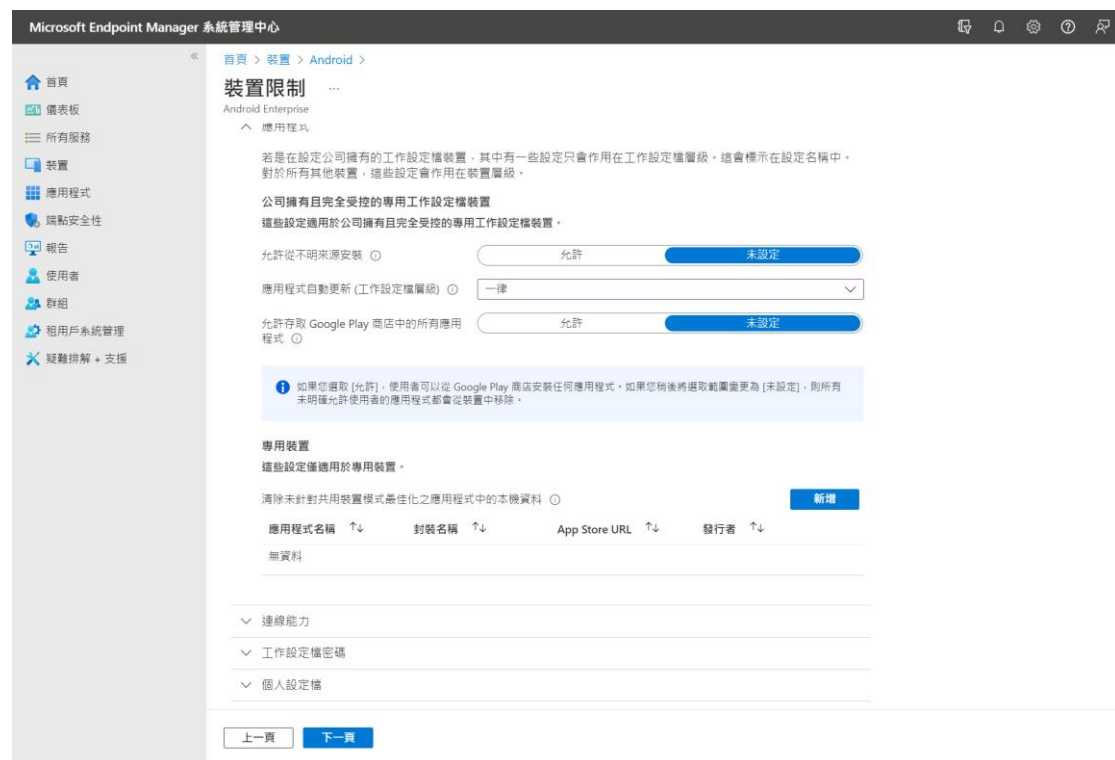 Microsoft Endpoint Manager 系統管理中心
首頁
儀表板
所有服務
裝置
應用程式
端點安全性
報告
使用者
群組
租用戶系統管理
疑難排解 + 支援
首頁 > 裝置 > Android >
裝置限制 ...
Android Enterprise
應用程式
若是在設定公司擁有的工作設定檔裝置，其中有一些設定只會作用在工作設定檔層級。這會標示在設定名稱中。
對於所有其他裝置，這些設定會作用在裝置層級。
公司擁有且完全受控的專用工作設定檔裝置
這些設定適用於公司擁有且完全受控的專用工作設定檔裝置。
允許從不明來源安裝 允許 未設定
應用程式自動更新 (工作設定檔層級) 一律
允許存取 Google Play 商店中的所有應用
程式 允許 未設定
如果您選取 [允許]，使用者可以從 Google Play 商店安裝任何應用程式。如果您稍後將選取範圍變更為 [未設定]，則所有
未明確允許使用者的應用程式都會從裝置中移除。
專用裝置
這些設定僅適用於專用裝置。
清除未針對共用裝置模式最佳化之應用程式中的本機資料 新增
應用程式名稱 ↑↓ 封裝名稱 ↑↓ App Store URL ↑↓ 發行者 ↑↓
無資料
連線能力
工作設定檔密碼
個人設定檔
上一頁 下一頁